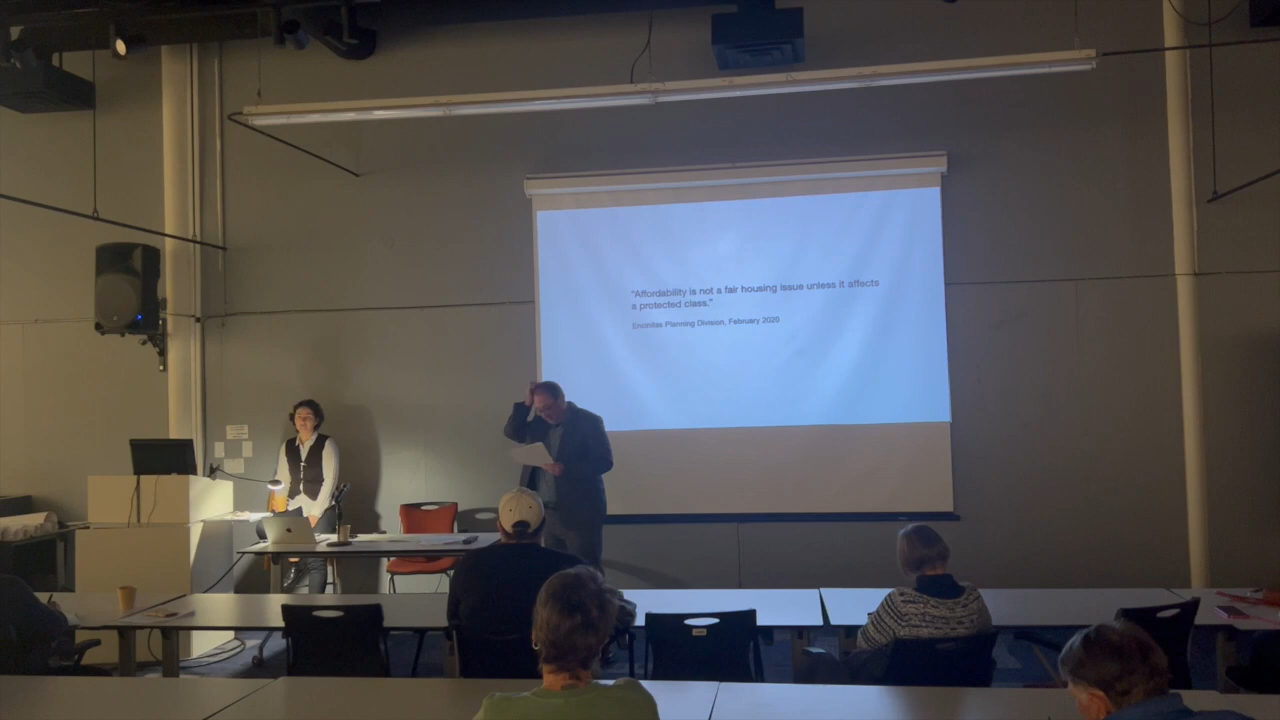 "Affordability is not a fair housing issue unless it affects
a protected class."
Encinitas Planning Division, February 2020